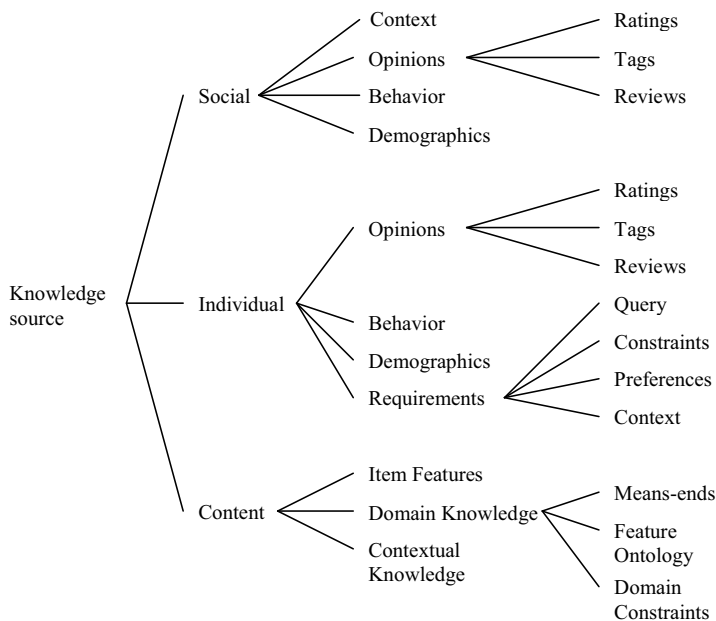 Knowledge
source
Social
Context
Opinions
Ratings
Tags
Reviews
Behavior
Demographics
Individual
Opinions
Ratings
Tags
Reviews
Behavior
Demographics
Requirements
Query
Constraints
Preferences
Context
Content
Item Features
Domain Knowledge
Means-ends
Feature
Ontology
Domain
Constraints
Contextual
Knowledge